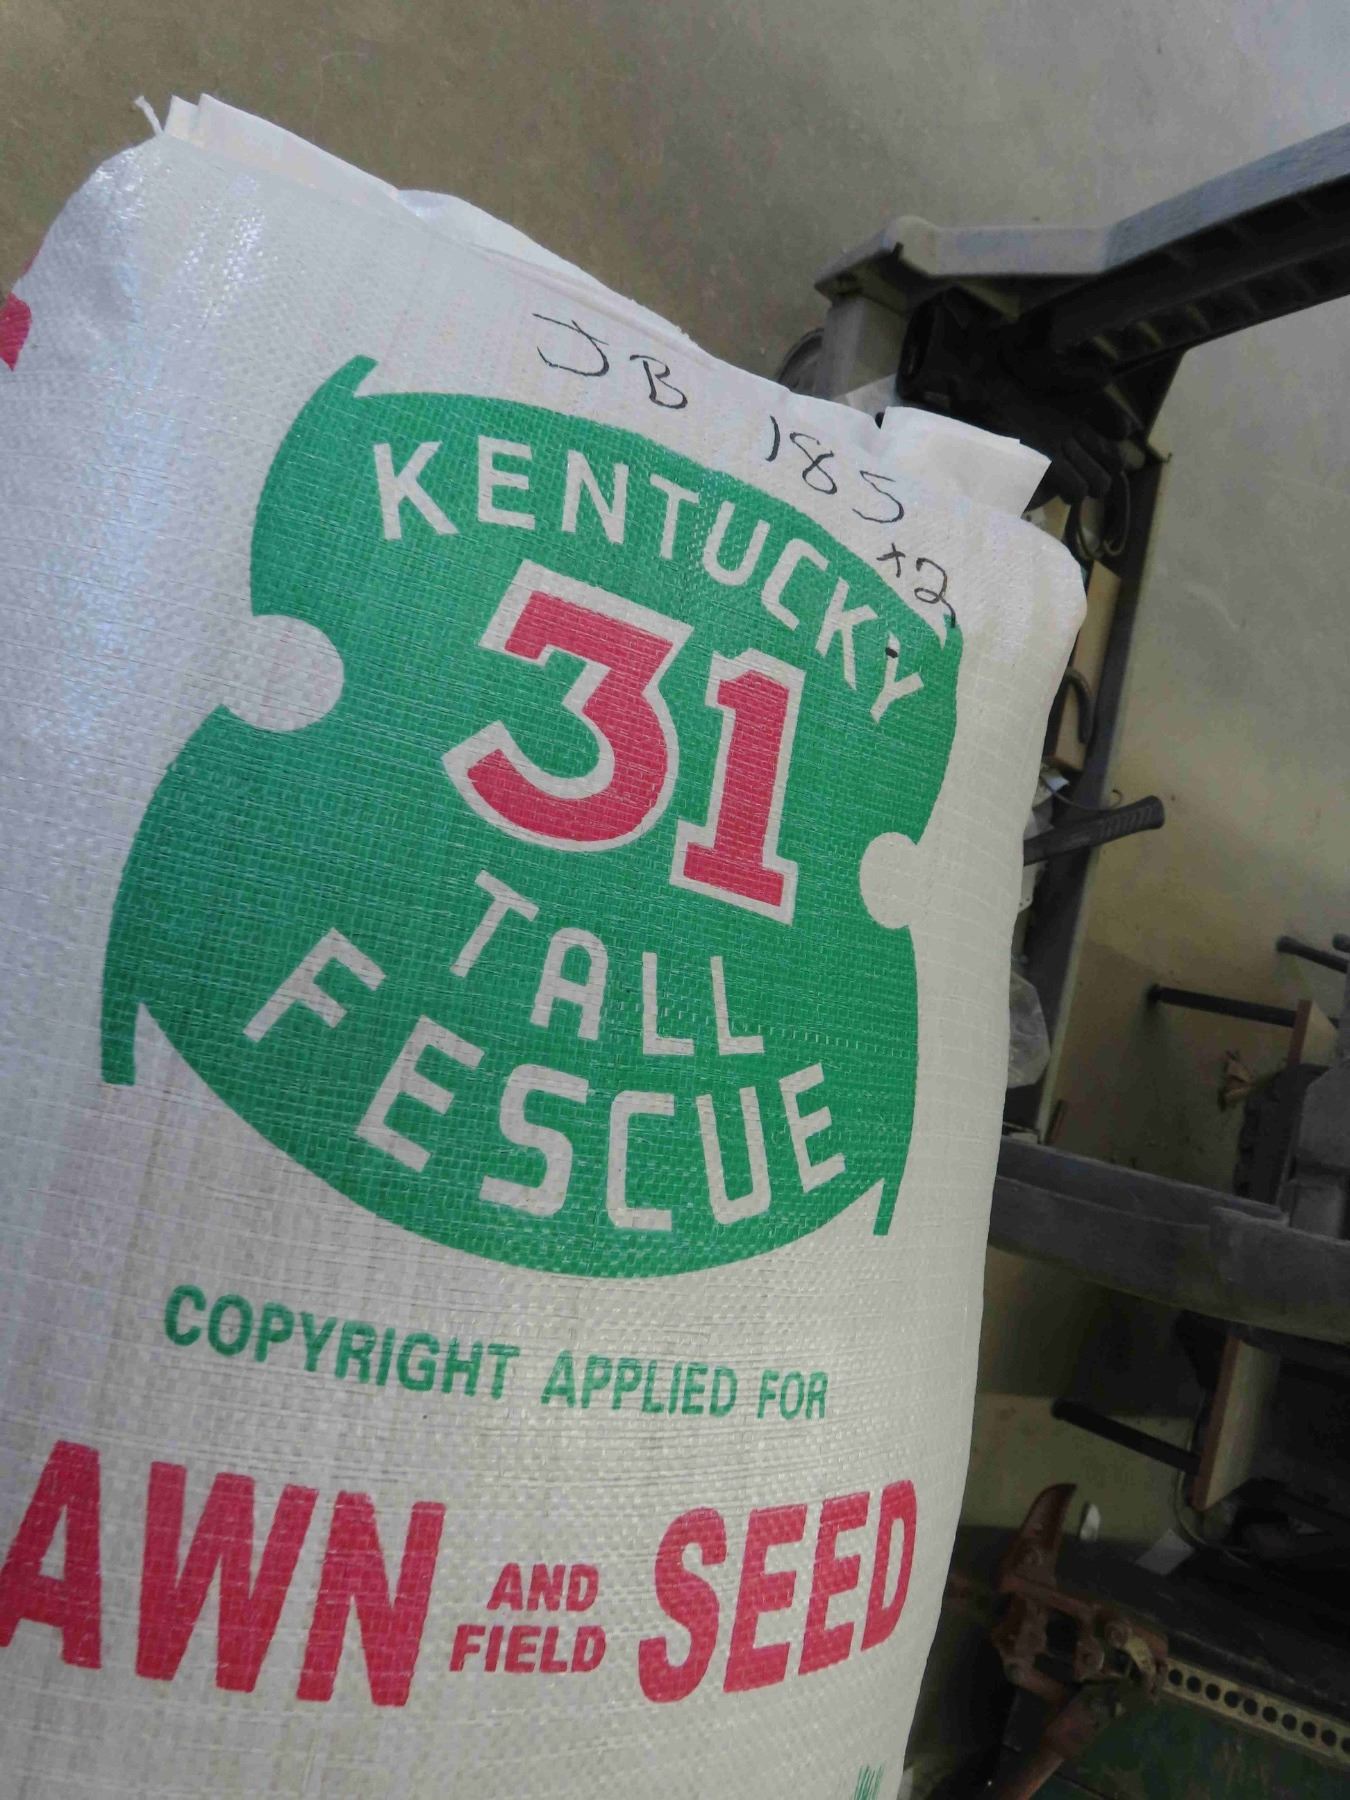 JB 185
x2
KENTUCKY
31
TALL
FESCUE
COPYRIGHT APPLIED FOR
AWN AND FIELD SEED